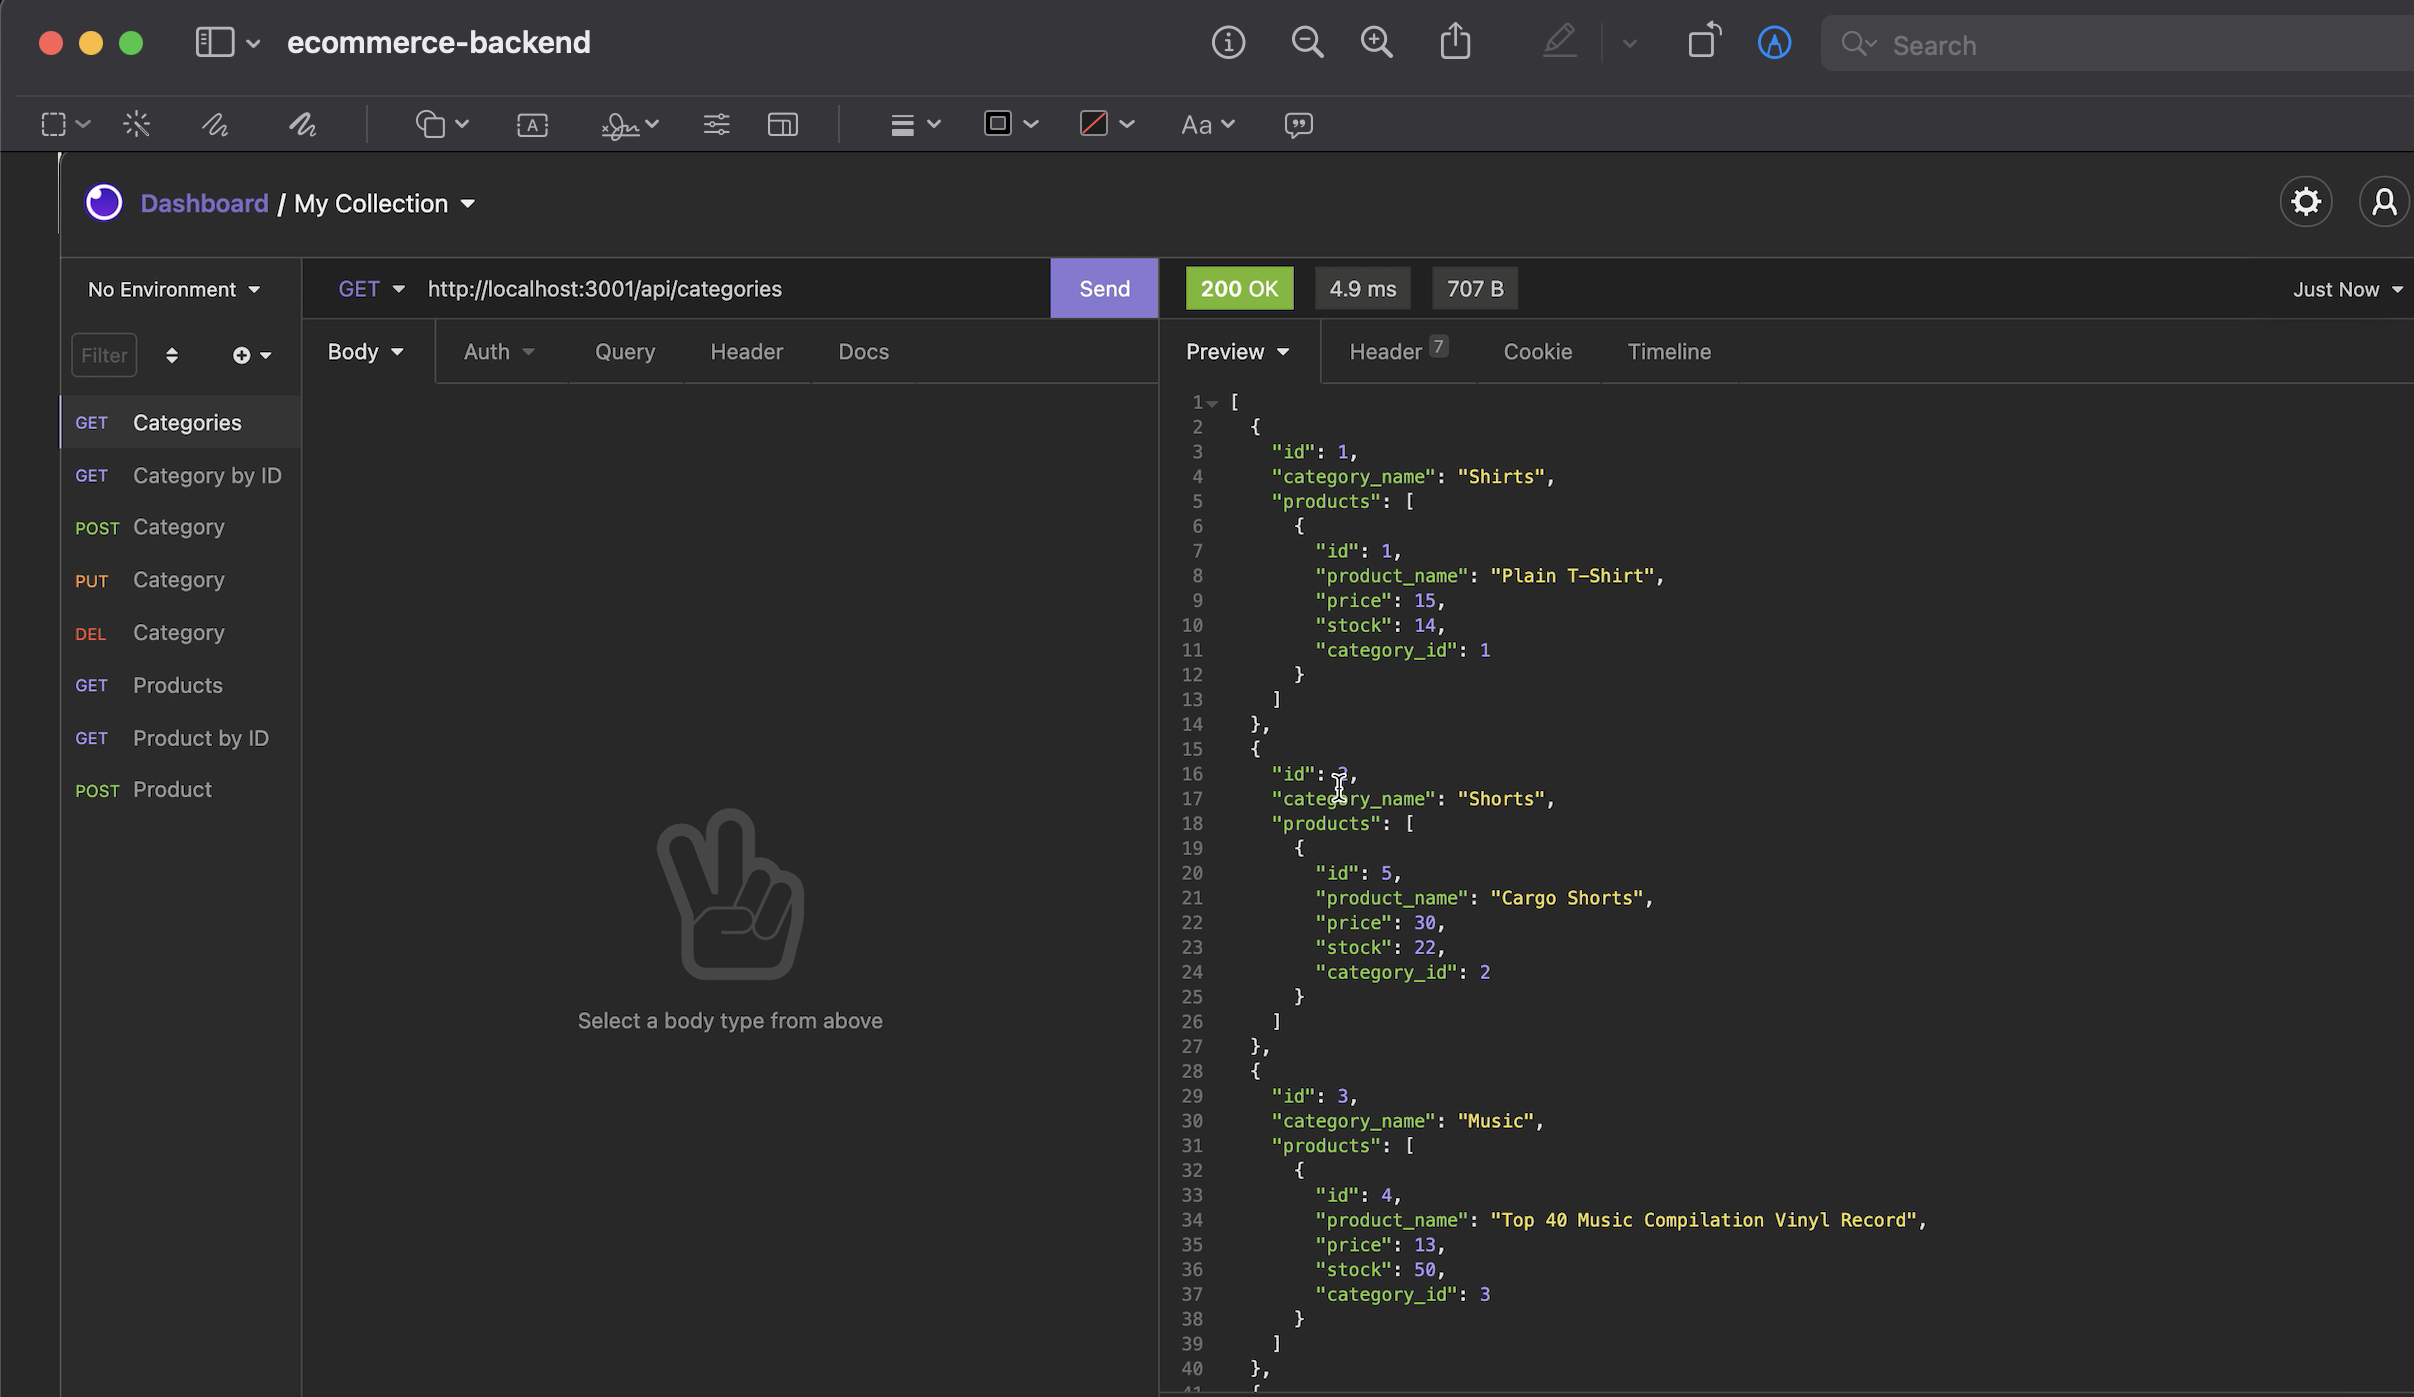 ecommerce-backend
Search
A
Aa
Dashboard / My Collection
No Environment
GET http://localhost:3001/api/categories
Send
200 OK 4.9 ms 707 B
Just Now
Filter
Body Auth Query Header Docs
Preview Header 7 Cookie Timeline
GET Categories
GET Category by ID
POST Category
PUT Category
DEL Category
GET Products
GET Product by ID
POST Product
Select a body type from above
1 [
2 {
3 "id": 1,
4 "category_name": "Shirts",
5 "products": [
6 {
7 "id": 1,
8 "product_name": "Plain T-Shirt",
9 "price": 15,
10 "stock": 14,
11 "category_id": 1
12 }
13 ]
14 },
15 {
16 "id": 2,
17 "category_name": "Shorts",
18 "products": [
19 {
20 "id": 5,
21 "product_name": "Cargo Shorts",
22 "price": 30,
23 "stock": 22,
24 "category_id": 2
25 }
26 ]
27 },
28 {
29 "id": 3,
30 "category_name": "Music",
31 "products": [
32 {
33 "id": 4,
34 "product_name": "Top 40 Music Compilation Vinyl Record",
35 "price": 13,
36 "stock": 50,
37 "category_id": 3
38 }
39 ]
40 },
41 {